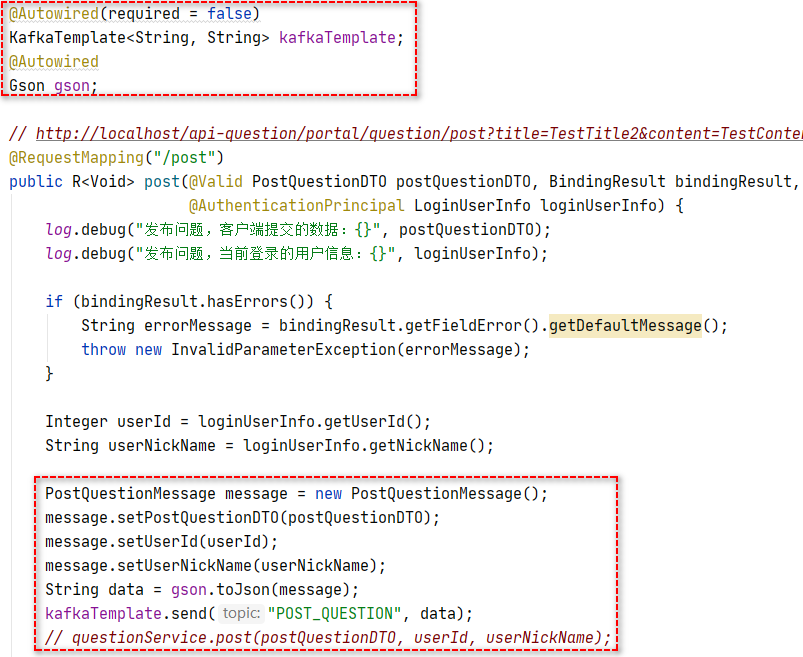 @Autowired(required = false)
KafkaTemplate<String, String> kafkaTemplate;
@Autowired
Gson gson;
// http://localhost/api-question/portal/question/post?title=TestTitle2&content=TestConte
@RequestMapping("/post")
public R<Void> post(@Valid PostQuestionDTO postQuestionDTO, BindingResult bindingResult,
@AuthenticationPrincipal LoginUserInfo loginUserInfo) {
log.debug("发布问题，客户端提交的数据：{}", postQuestionDTO);
log.debug("发布问题，当前登录的用户信息：{}", loginUserInfo);
if (bindingResult.hasErrors()) {
String errorMessage = bindingResult.getFieldError().getDefaultMessage();
throw new InvalidParameterException(errorMessage);
}
Integer userId = loginUserInfo.getUserId();
String userNickName = loginUserInfo.getNickName();
PostQuestionMessage message = new PostQuestionMessage();
message.setPostQuestionDTO(postQuestionDTO);
message.setUserId(userId);
message.setUserNickName(userNickName);
String data = gson.toJson(message);
kafkaTemplate.send( topic: "POST_QUESTION", data);
// questionService.post(postQuestionDTO, userId, userNickName);